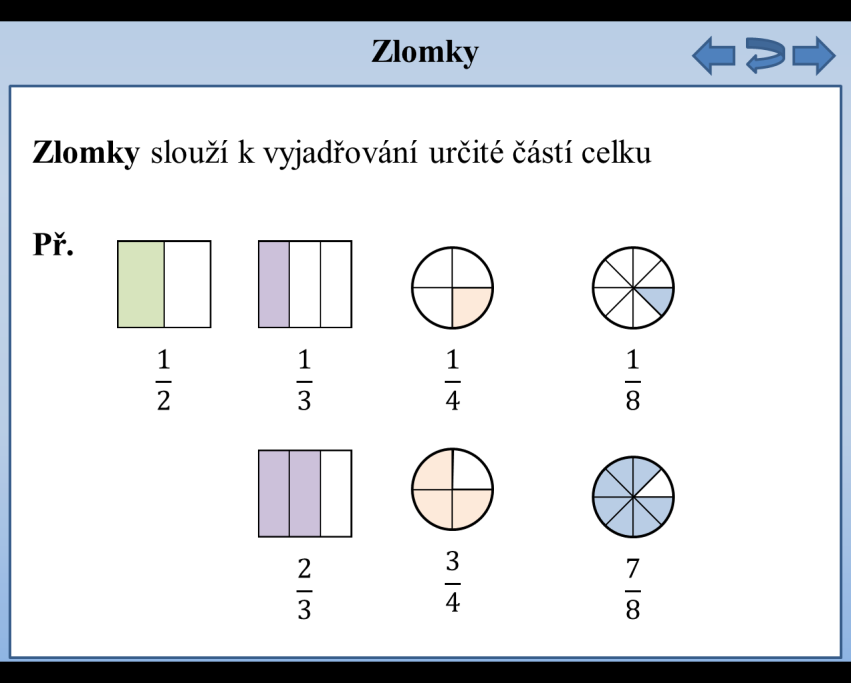 Zlomky
Zlomky slouží k vyjadřování určité částí celku
Př.
1/2 1/3 1/4 1/8
2/3 3/4 7/8